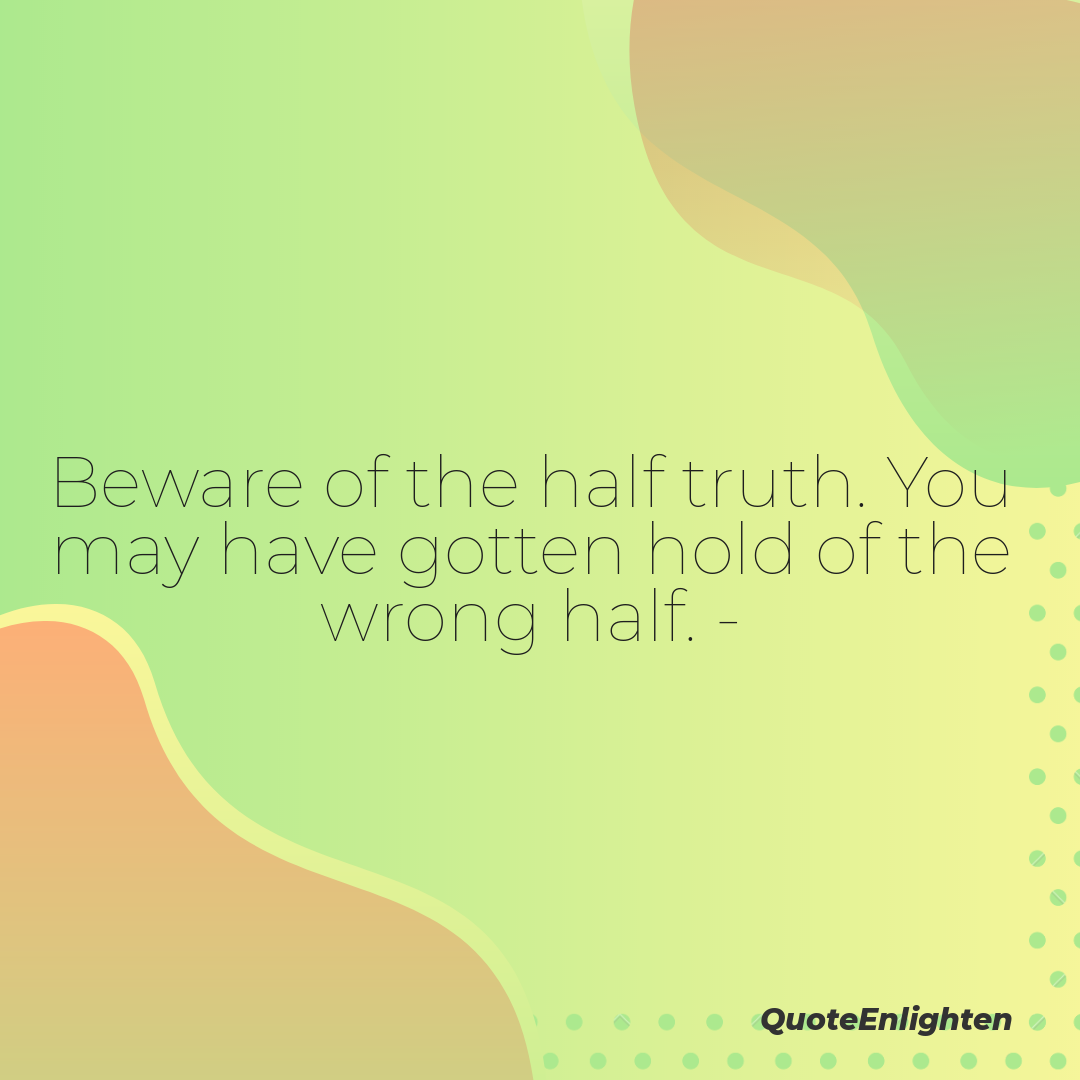 Beware of the half truth. You
may have gotten hold of the
wrong half. -
QuoteEnlighten